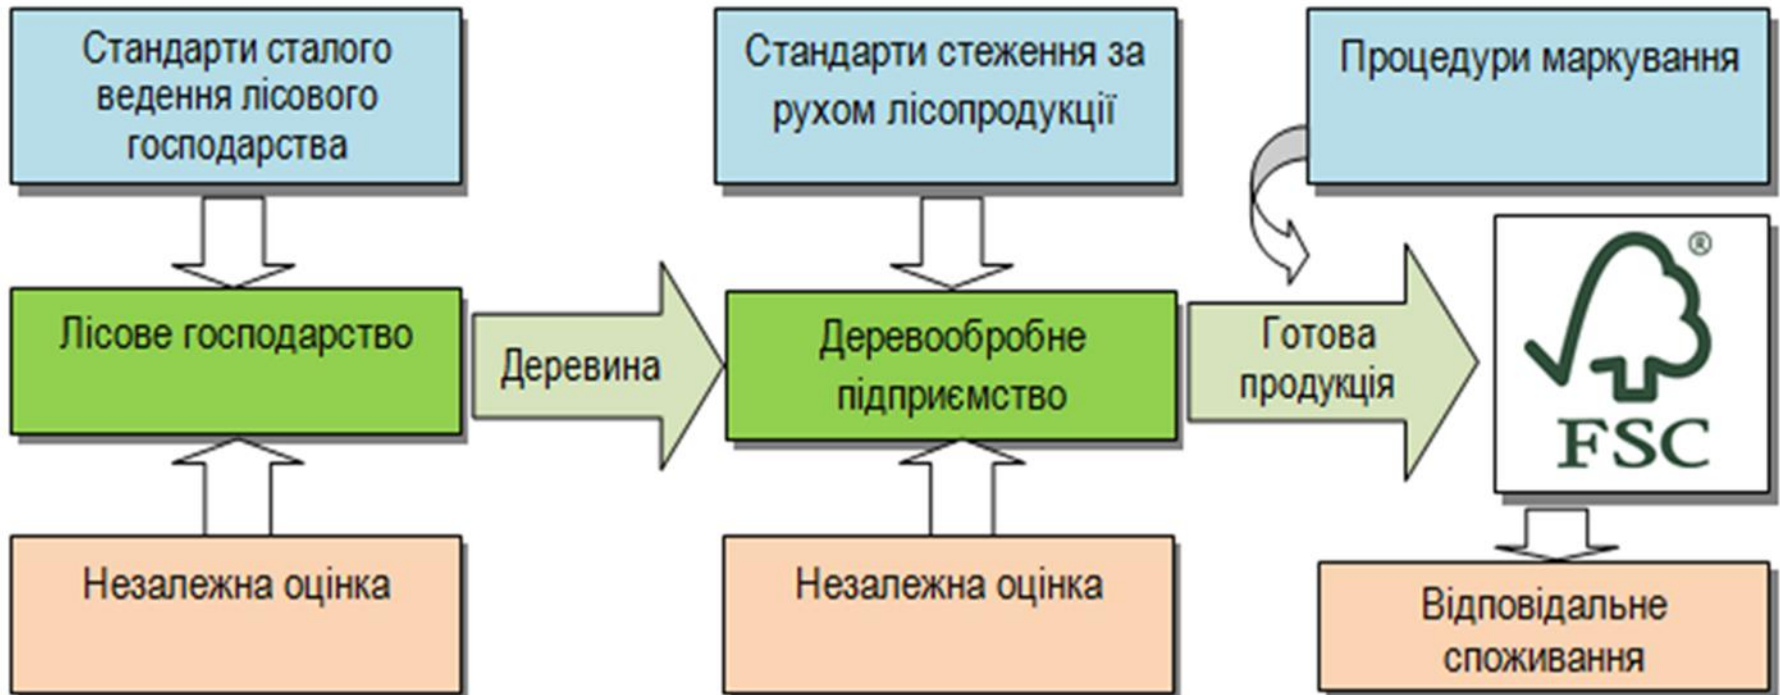 Стандарти сталого
ведення лісового
господарства
Стандарти стеження за
рухом лісопродукції
Процедури маркування
Лісове господарство
Деревина
Деревообробне
підприємство
Готова
продукція
®
FSC
Незалежна оцінка
Незалежна оцінка
Відповідальне
споживання